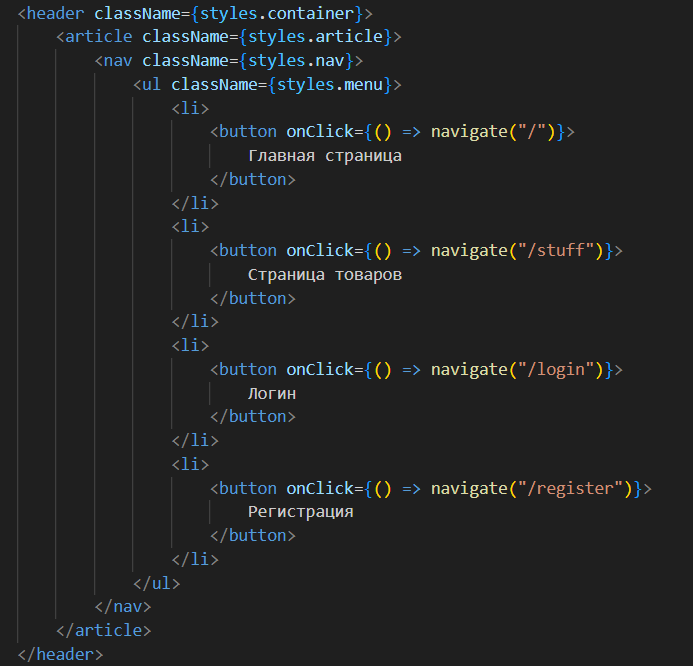 <header className={styles.container}>
<article className={styles.article}>
<nav className={styles.nav}>
<ul className={styles.menu}>
<li>
<button onClick={() => navigate("/")}>
Главная страница
</button>
</li>
<li>
<button onClick={() => navigate("/stuff")}>
Страница товаров
</button>
</li>
<li>
<button onClick={() => navigate("/login")}>
Логин
</button>
</li>
<li>
<button onClick={() => navigate("/register")}>
Регистрация
</button>
</li>
</ul>
</nav>
</article>
</header>